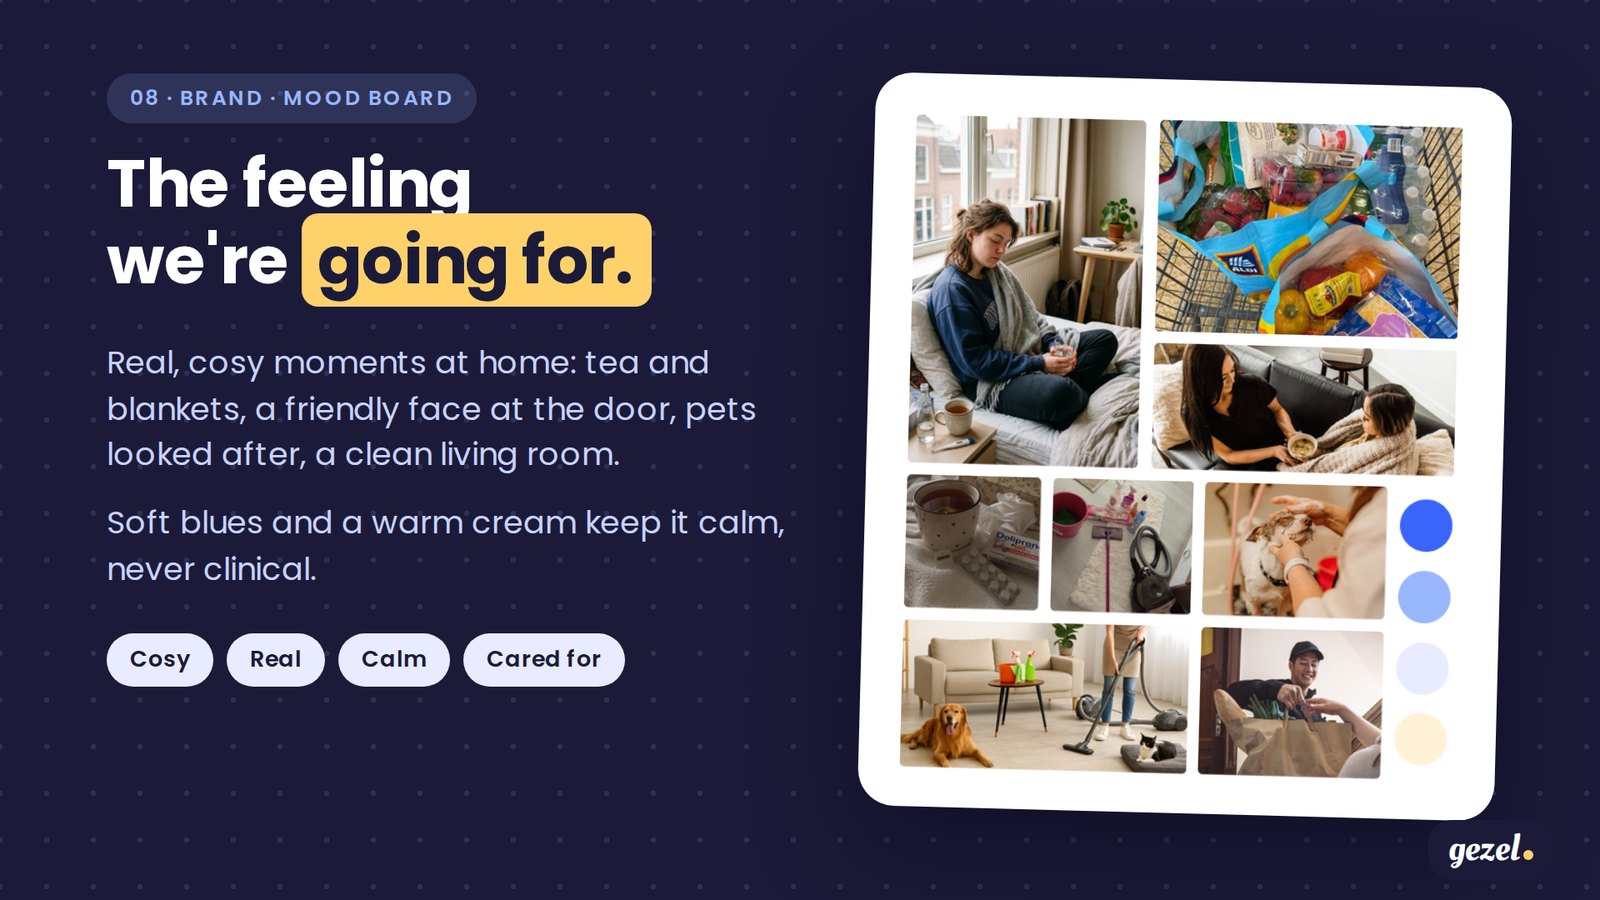 08 · BRAND · MOOD BOARD
The feeling
we're going for.
Real, cosy moments at home: tea and
blankets, a friendly face at the door, pets
looked after, a clean living room.
Soft blues and a warm cream keep it calm,
never clinical.
Cosy
Real
Calm
Cared for
ALDI
Doliprane
gezel.